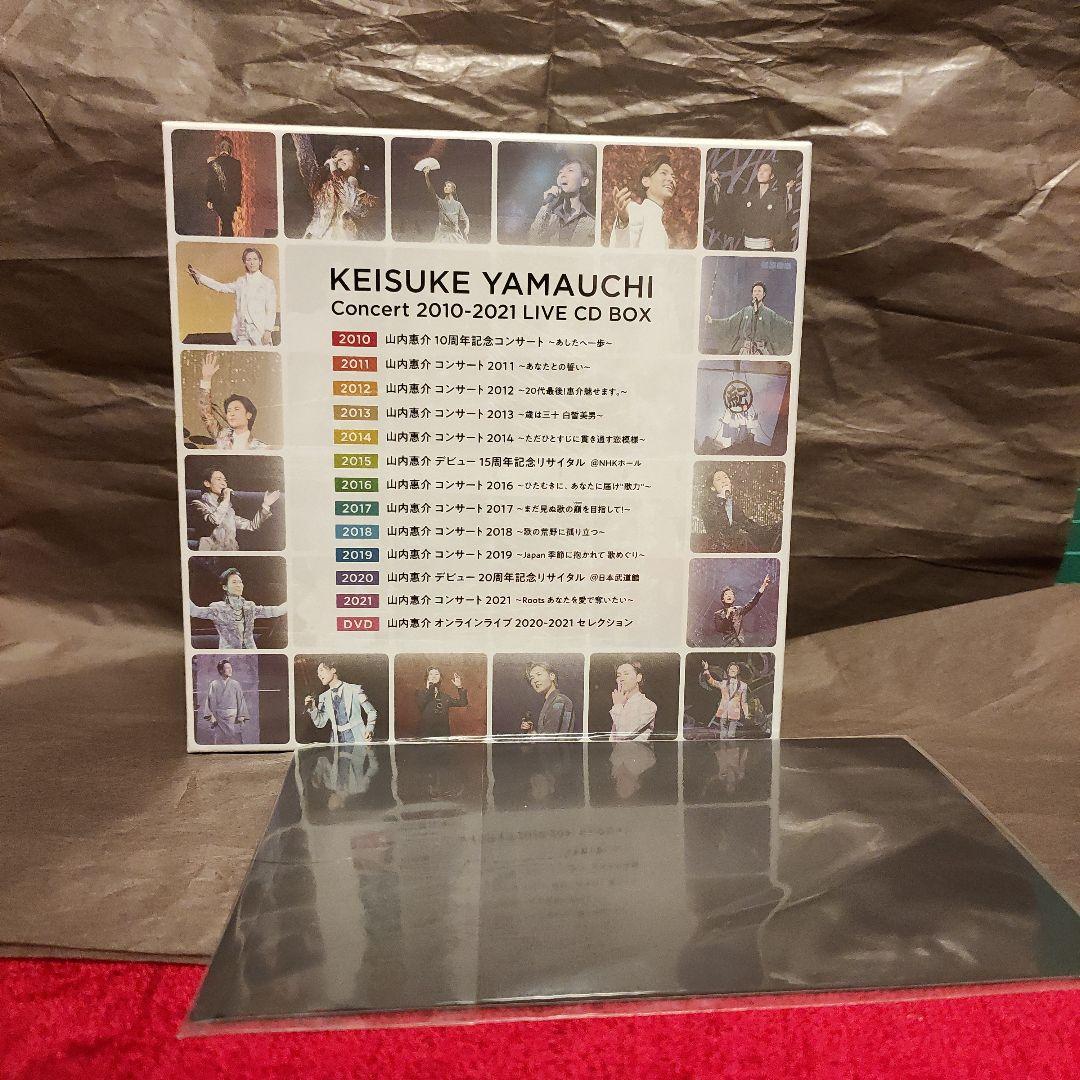 KEISUKE YAMAUCHI
Concert 2010-2021 LIVE CD BOX
2010 山内惠介 10周年記念コンサート ～あしたへ一歩～
2011 山内惠介 コンサート 2011 ～あなたとの誓い～
2012 山内惠介 コンサート 2012 ～20代最後!惠介魅せます。～
2013 山内惠介 コンサート 2013 ～歳は三十 白皙美男～
2014 山内惠介 コンサート 2014 ～ただひとすじに貫き通す恋模様～
2015 山内惠介 デビュー 15周年記念リサイタル @NHKホール
2016 山内惠介 コンサート 2016 ～ひたむきに、あなたに届け"歌力"～
2017 山内惠介 コンサート 2017 ～まだ見ぬ歌の頂を目指して!～
2018 山内惠介 コンサート 2018 ～歌の荒野に孤り立つ～
2019 山内惠介 コンサート 2019 ～Japan 季節に抱かれて 歌めぐり～
2020 山内惠介 デビュー 20周年記念リサイタル @日本武道館
2021 山内惠介 コンサート 2021 ～Roots あなたを愛で奪いたい～
DVD 山内惠介 オンラインライブ 2020-2021 セレクション